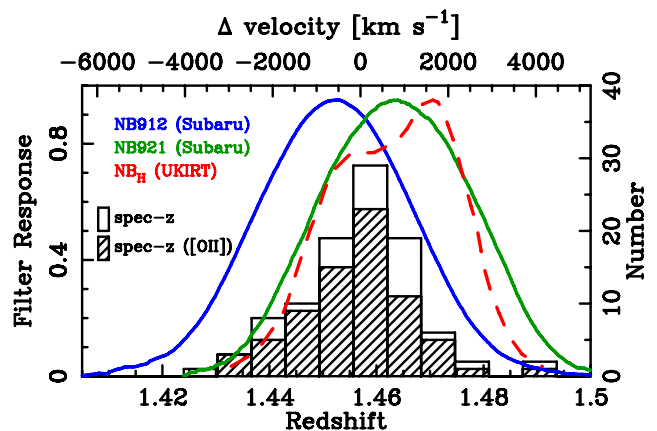 Δ velocity [km s⁻¹]
−6000 −4000 −2000 0 2000 4000
NB912 (Subaru)
NB921 (Subaru)
NB_H (UKIRT)
spec−z
spec−z ([OII])
Filter Response
0 0.4 0.8
Number
0 10 20 30 40
1.42 1.44 1.46 1.48 1.5
Redshift